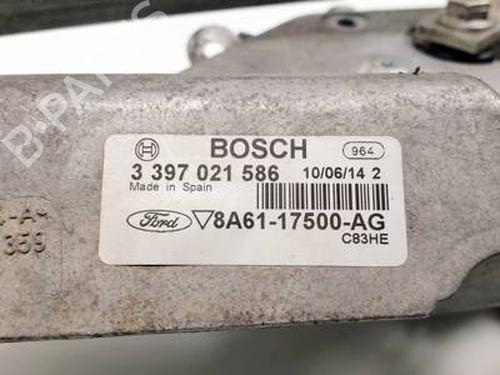 BOSCH
964
3 397 021 586
10/06/14 2
Made in Spain
Ford
8A61-17500-AG
C83HE
359
B-PARTS